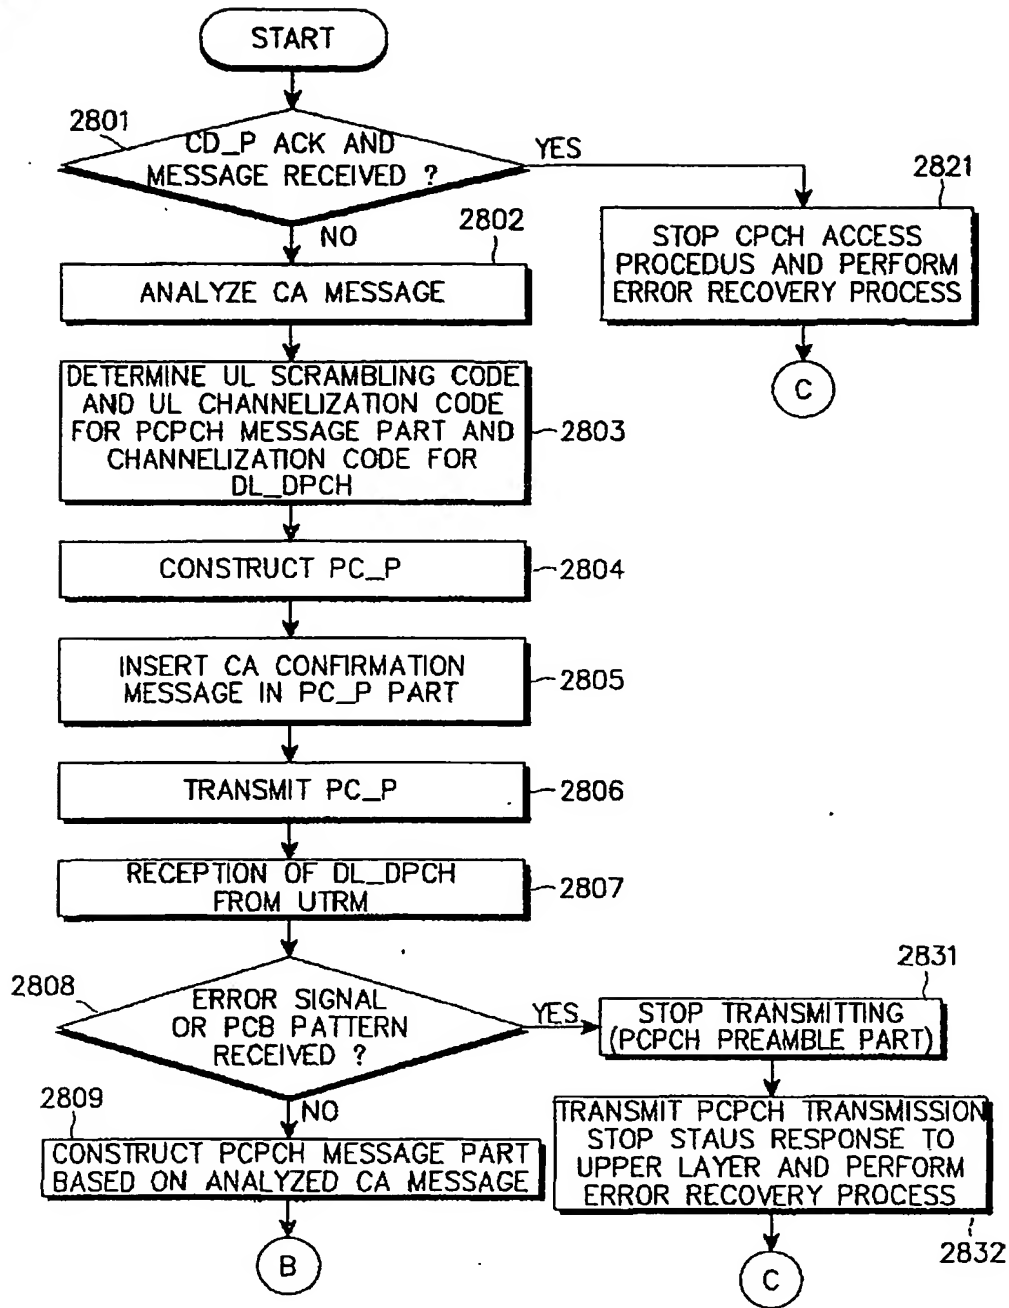 START
2801
CD_P ACK AND
MESSAGE RECEIVED ?
YES
NO
2821
STOP CPCH ACCESS
PROCEDUS AND PERFORM
ERROR RECOVERY PROCESS
C
2802
ANALYZE CA MESSAGE
DETERMINE UL SCRAMBLING CODE
AND UL CHANNELIZATION CODE
FOR PCPCH MESSAGE PART AND
CHANNELIZATION CODE FOR
DL_DPCH
2803
CONSTRUCT PC_P
2804
INSERT CA CONFIRMATION
MESSAGE IN PC_P PART
2805
TRANSMIT PC_P
2806
RECEPTION OF DL_DPCH
FROM UTRM
2807
2808
ERROR SIGNAL
OR PCB PATTERN
RECEIVED ?
YES
NO
2831
STOP TRANSMITTING
(PCPCH PREAMBLE PART)
2809
CONSTRUCT PCPCH MESSAGE PART
BASED ON ANALYZED CA MESSAGE
B
TRANSMIT PCPCH TRANSMISSION
STOP STAUS RESPONSE TO
UPPER LAYER AND PERFORM
ERROR RECOVERY PROCESS
2832
C